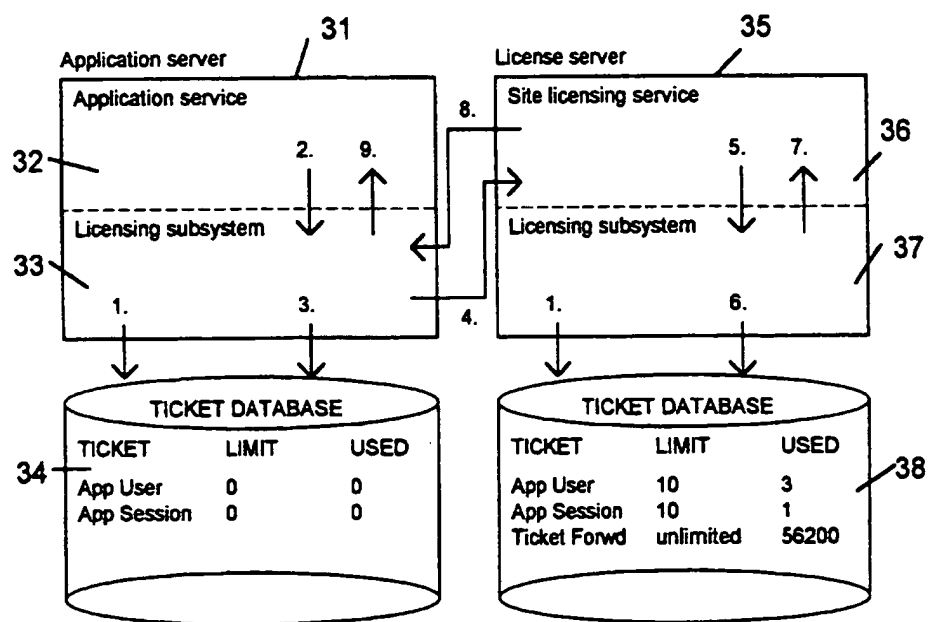 31
35
Application server
License server
Application service
Site licensing service
8.
32
2.
9.
5.
7.
36
Licensing subsystem
Licensing subsystem
37
33
1.
3.
4.
1.
6.
TICKET DATABASE
TICKET DATABASE
TICKET LIMIT USED
TICKET LIMIT USED
34
38
App User 0 0
App User 10 3
App Session 0 0
App Session 10 1
Ticket Forwd unlimited 56200